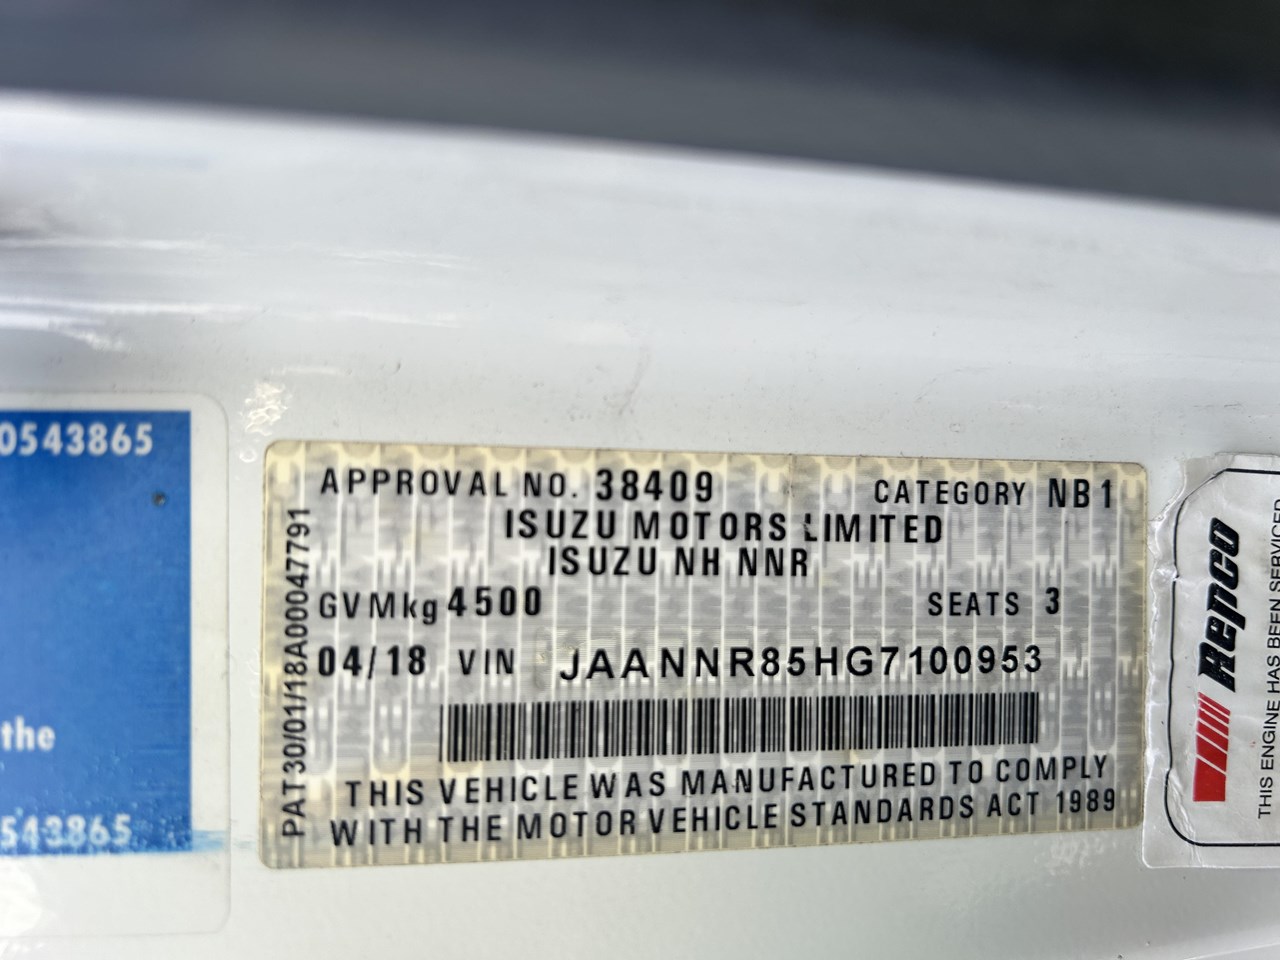 0543865
the
543865
APPROVAL NO. 38409 CATEGORY NB1
ISUZU MOTORS LIMITED
ISUZU NH NNR
GVMkg 4500 SEATS 3
04/18 VIN JAANNR85HG7100953
THIS VEHICLE WAS MANUFACTURED TO COMPLY
WITH THE MOTOR VEHICLE STANDARDS ACT 1989
PAT30/01/18A00047791
Repco
THIS ENGINE HAS BEEN SERVICED